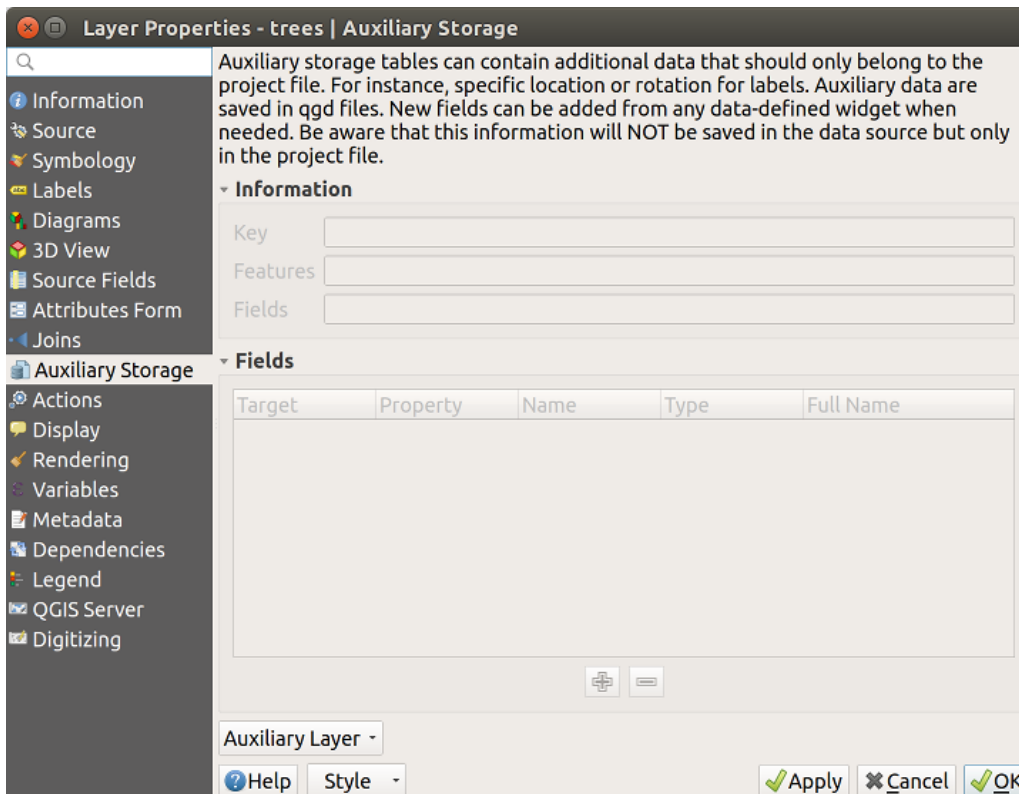 Layer Properties - trees | Auxiliary Storage
Information
Source
Symbology
Labels
Diagrams
3D View
Source Fields
Attributes Form
Joins
Auxiliary Storage
Actions
Display
Rendering
Variables
Metadata
Dependencies
Legend
QGIS Server
Digitizing
Auxiliary storage tables can contain additional data that should only belong to the
project file. For instance, specific location or rotation for labels. Auxiliary data are
saved in qgd files. New fields can be added from any data-defined widget when
needed. Be aware that this information will NOT be saved in the data source but only
in the project file.
Information
Key
Features
Fields
Fields
Target Property Name Type Full Name
Auxiliary Layer
Help Style Apply Cancel OK